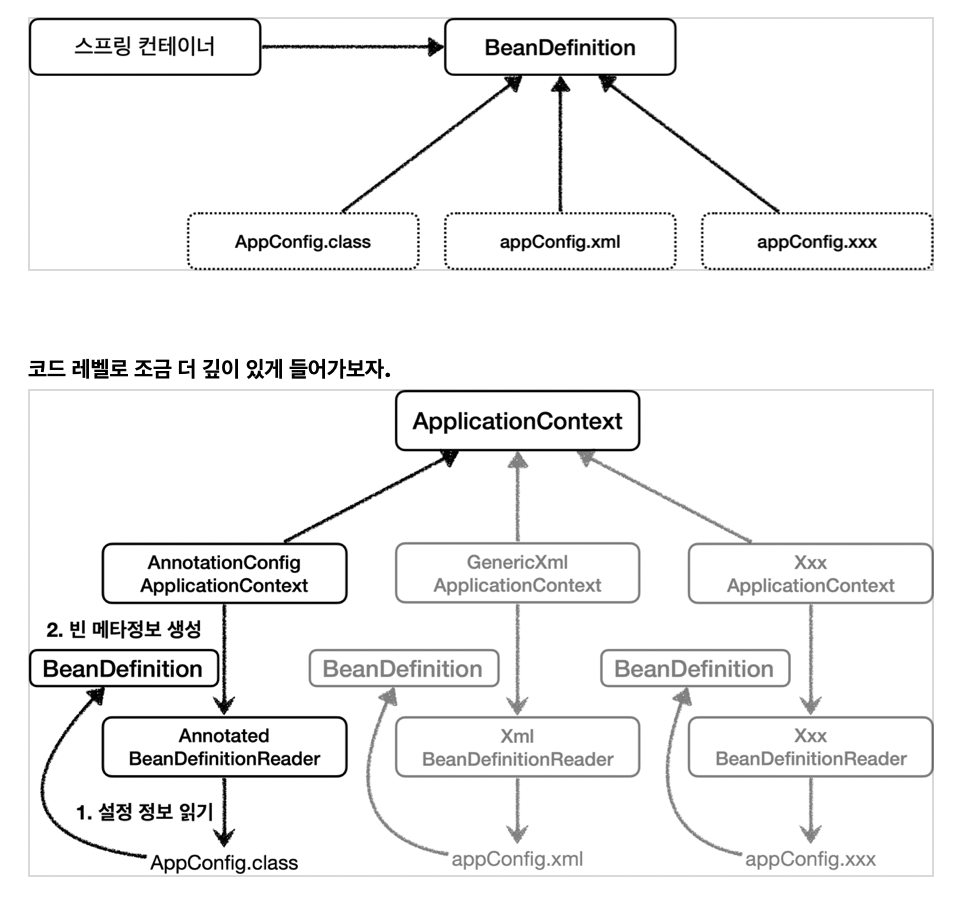 스프링 컨테이너
BeanDefinition
AppConfig.class
appConfig.xml
appConfig.xxx
코드 레벨로 조금 더 깊이 있게 들어가보자.
ApplicationContext
AnnotationConfig
ApplicationContext
GenericXml
ApplicationContext
Xxx
ApplicationContext
2. 빈 메타정보 생성
BeanDefinition
BeanDefinition
BeanDefinition
Annotated
BeanDefinitionReader
Xml
BeanDefinitionReader
Xxx
BeanDefinitionReader
1. 설정 정보 읽기
AppConfig.class
appConfig.xml
appConfig.xxx